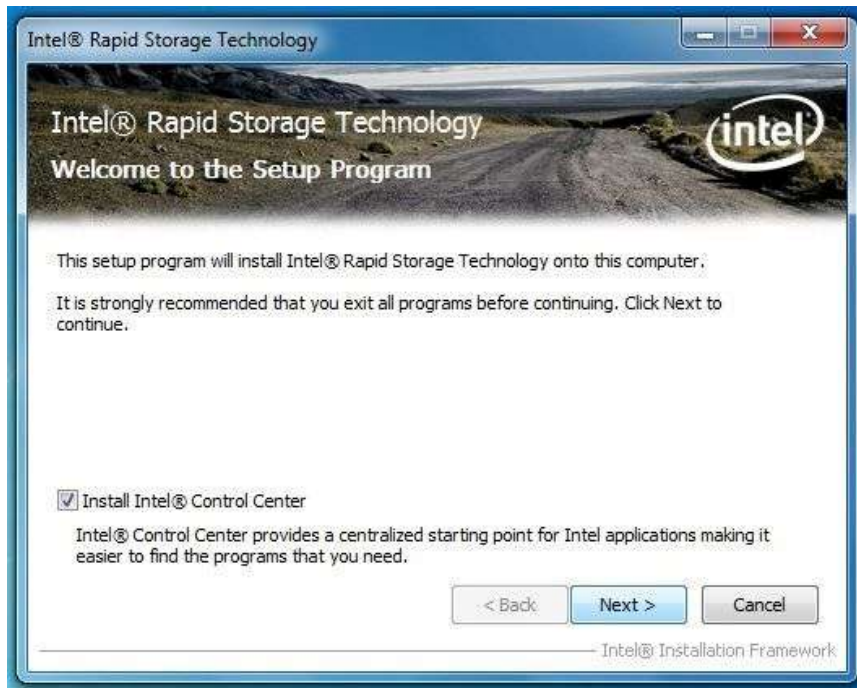 Intel® Rapid Storage Technology
Intel® Rapid Storage Technology
intel
Welcome to the Setup Program
This setup program will install Intel® Rapid Storage Technology onto this computer.
It is strongly recommended that you exit all programs before continuing. Click Next to
continue.
Install Intel® Control Center
Intel® Control Center provides a centralized starting point for Intel applications making it
easier to find the programs that you need.
< Back Next > Cancel
Intel® Installation Framework